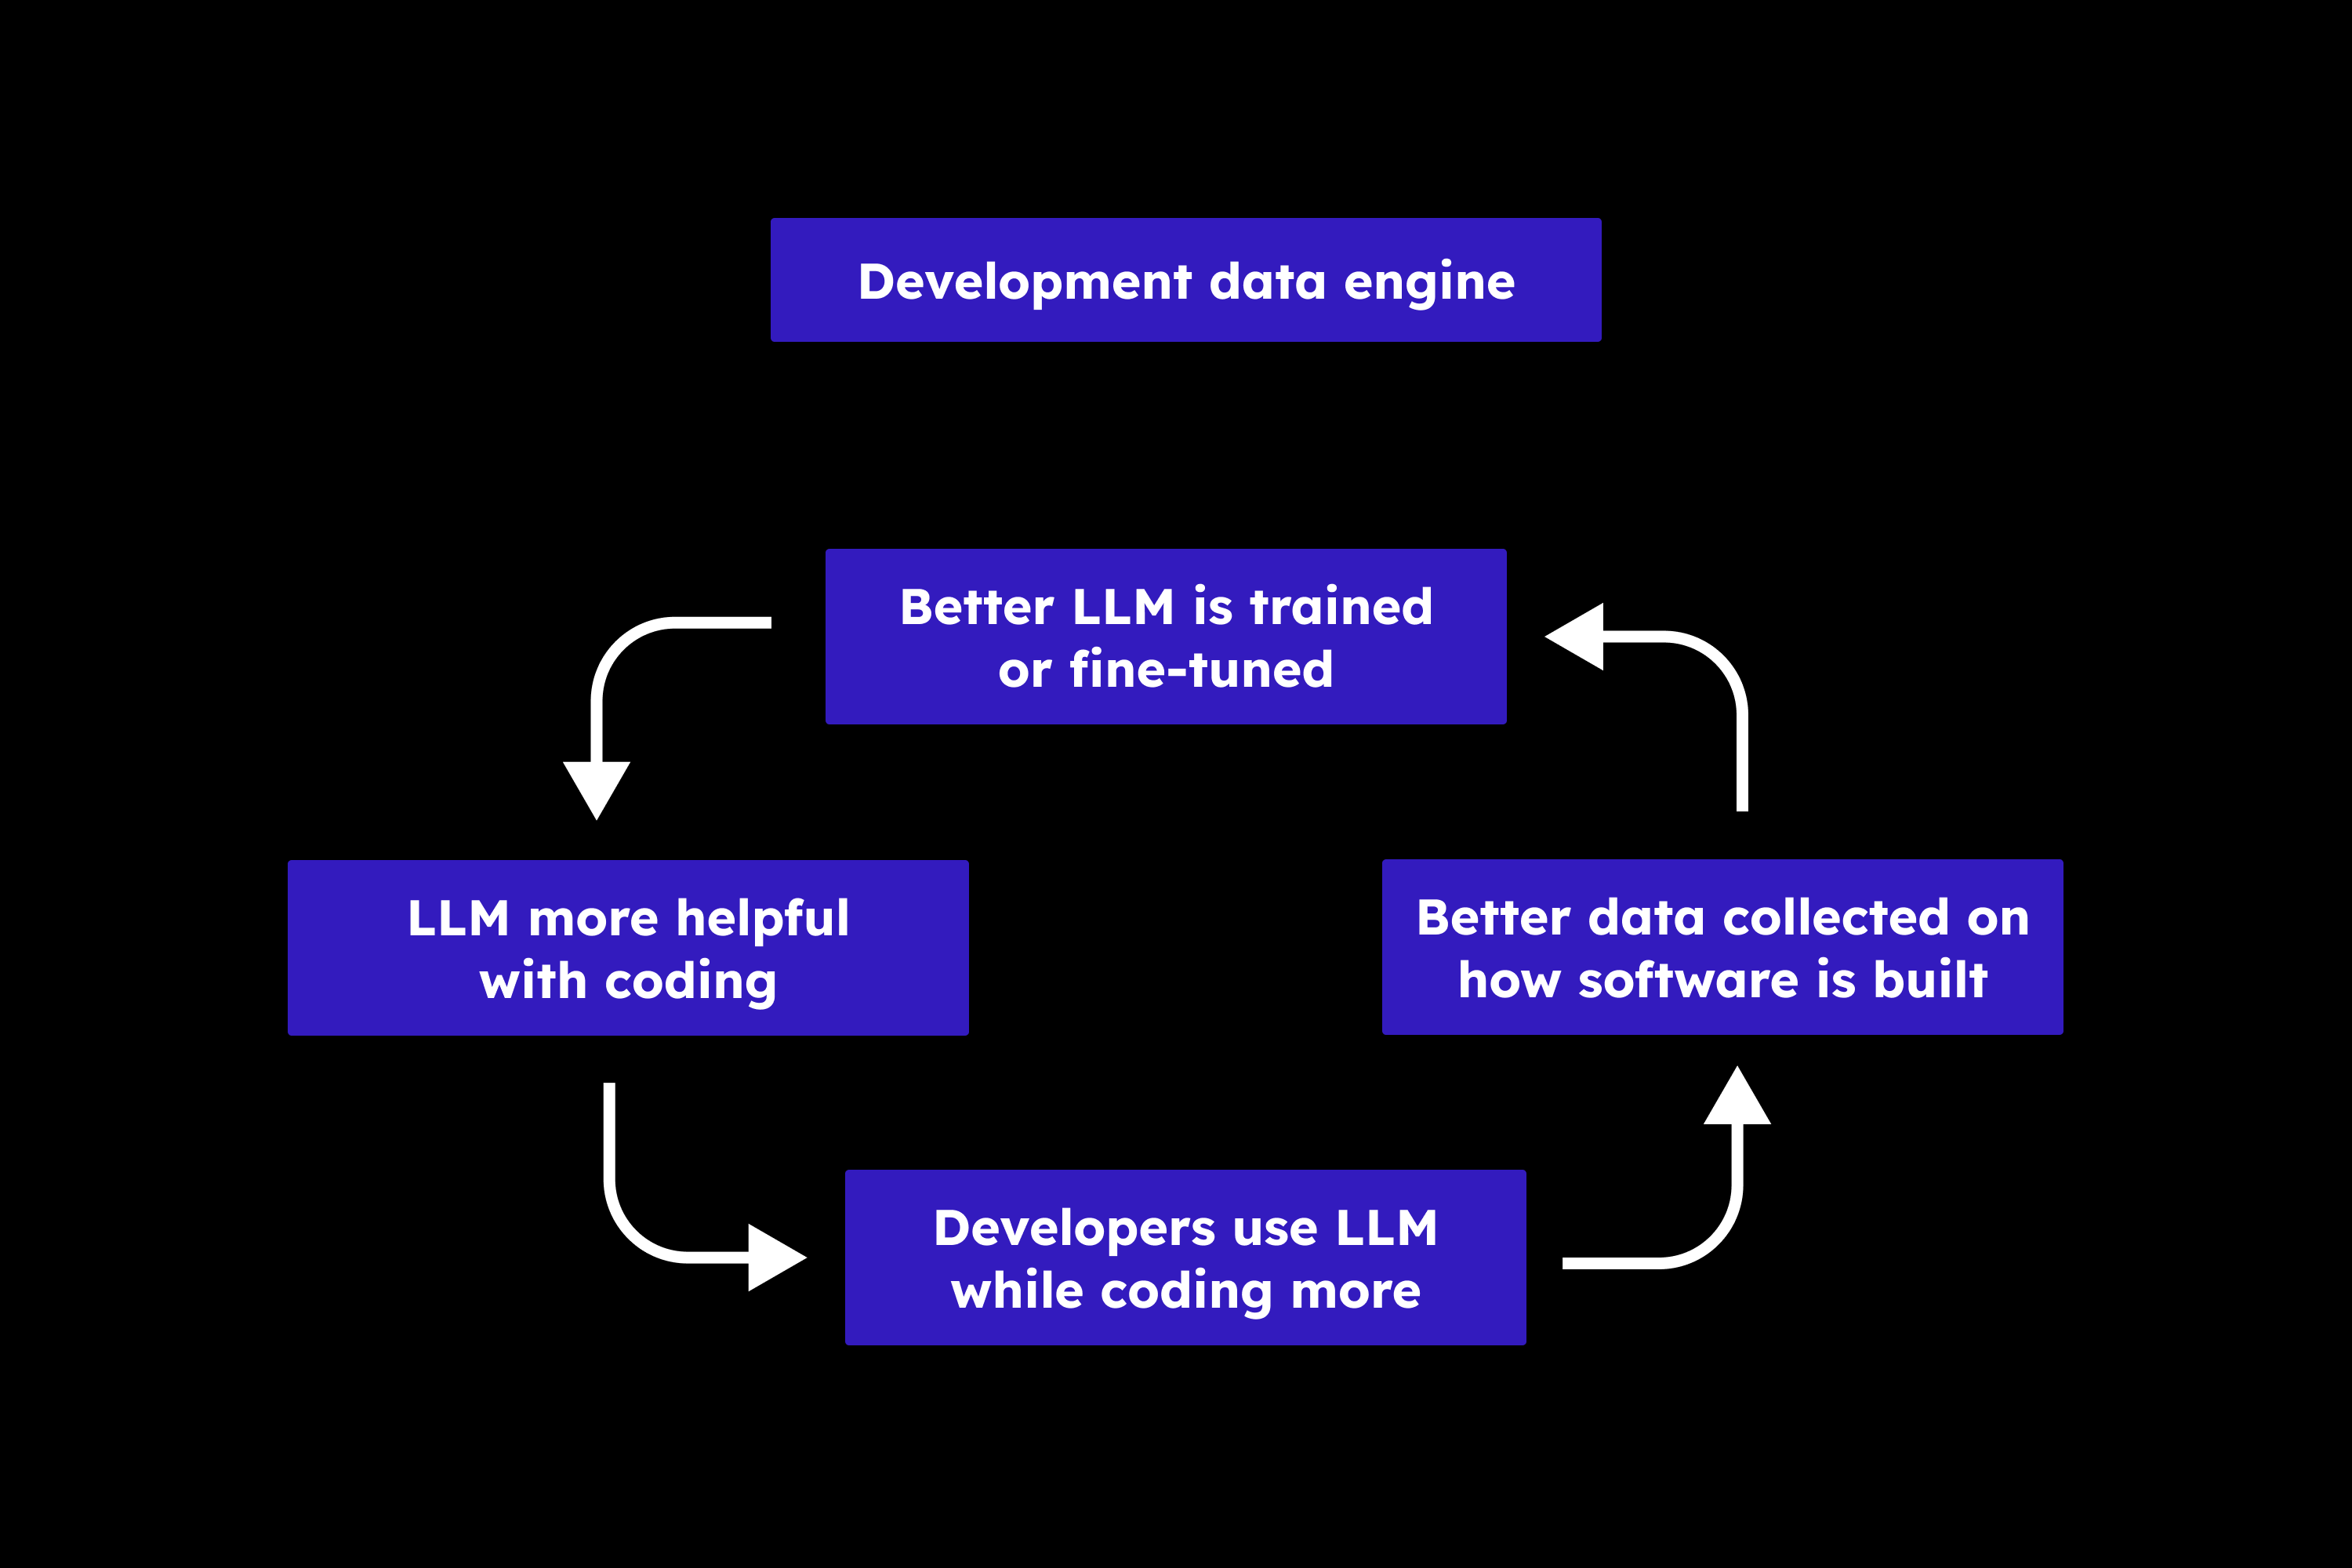 Development data engine
Better LLM is trained
or fine-tuned
LLM more helpful
with coding
Better data collected on
how software is built
Developers use LLM
while coding more